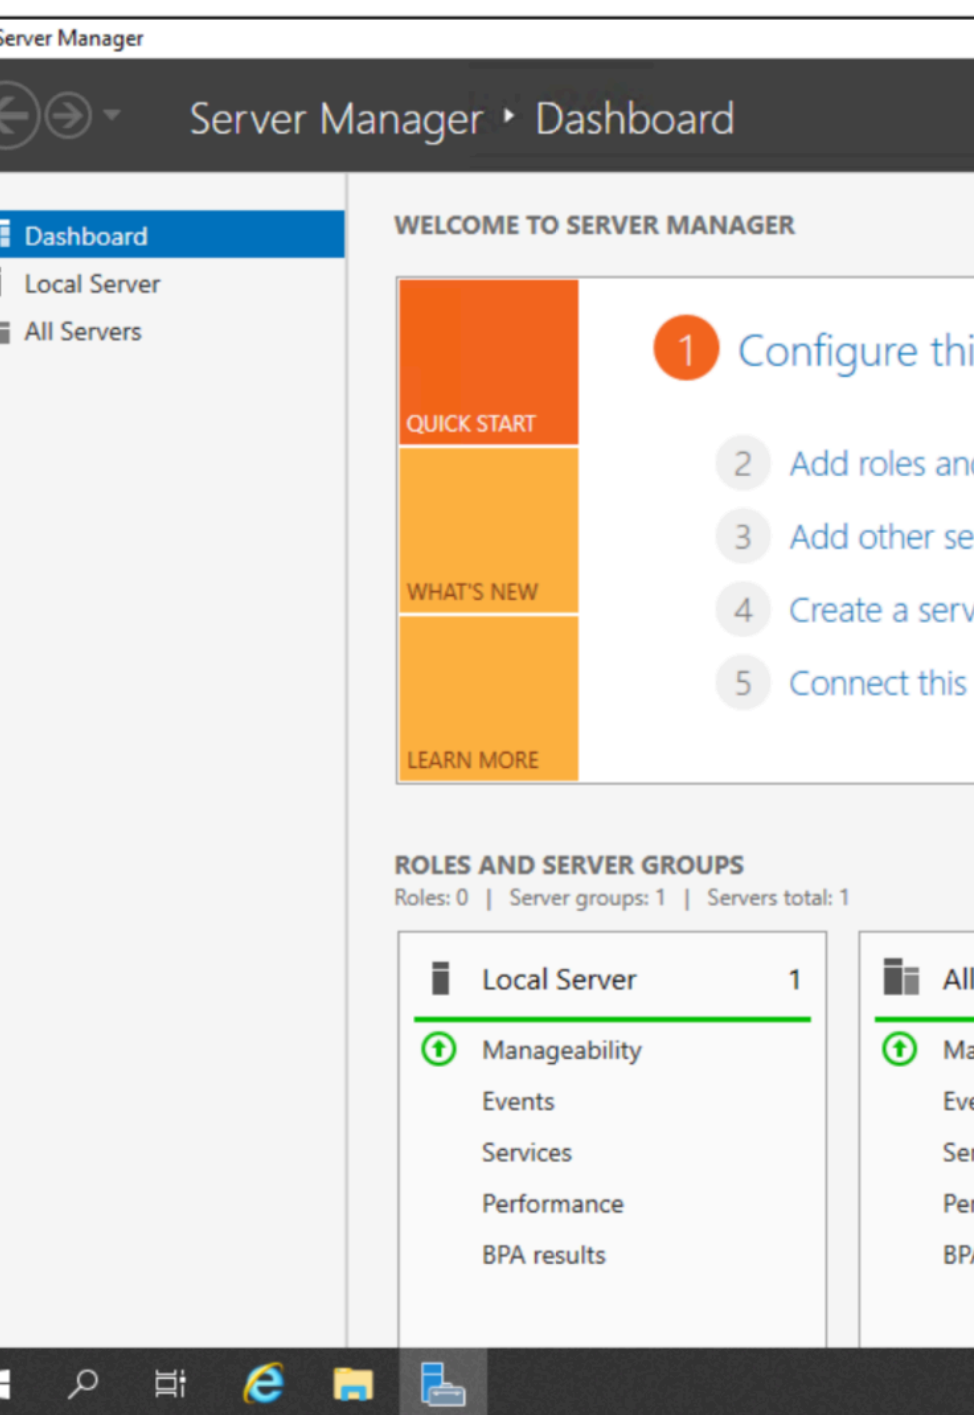 Server Manager
Server Manager ‣ Dashboard
Dashboard
Local Server
All Servers
WELCOME TO SERVER MANAGER
QUICK START
WHAT'S NEW
LEARN MORE
1 Configure thi
2 Add roles and
3 Add other se
4 Create a serv
5 Connect this
ROLES AND SERVER GROUPS
Roles: 0 | Server groups: 1 | Servers total: 1
Local Server 1
Manageability
Events
Services
Performance
BPA results
All
Ma
Eve
Ser
Per
BPA